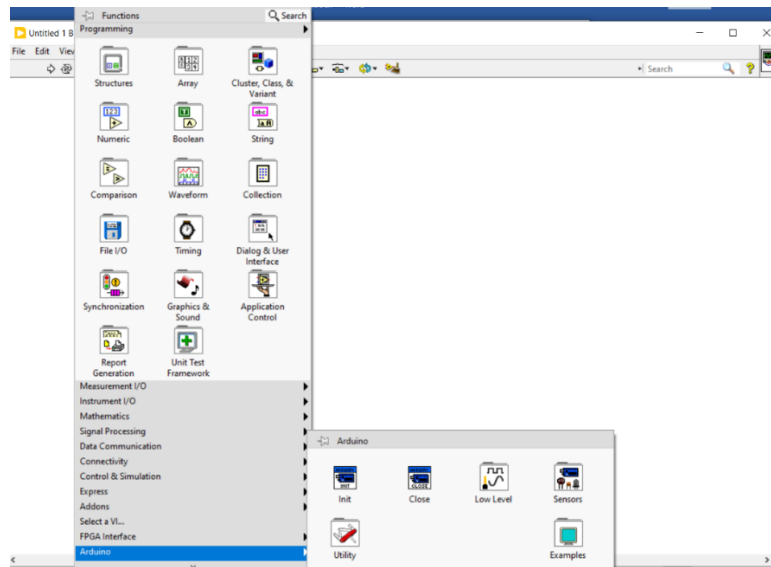 Functions
Search
Programming
Untitled 1 B
File Edit View
Search
Structures
Array
Cluster, Class, &
Variant
Numeric
Boolean
String
Comparison
Waveform
Collection
File I/O
Timing
Dialog & User
Interface
Synchronization
Graphics &
Sound
Application
Control
Report
Generation
Unit Test
Framework
Measurement I/O
Instrument I/O
Mathematics
Signal Processing
Data Communication
Connectivity
Control & Simulation
Express
Addons
Select a VI...
FPGA Interface
Arduino
Arduino
Init
Close
Low Level
Sensors
Utility
Examples